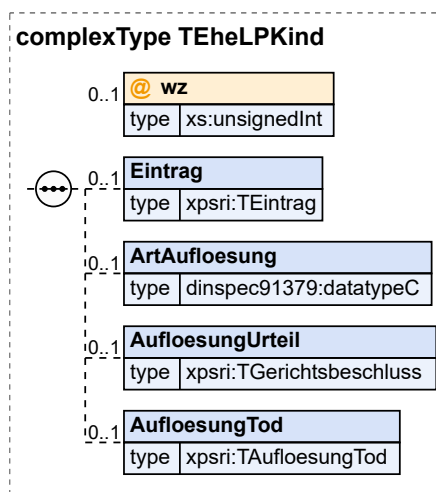 complexType TEheLPKind
0..1 @ wz
type xs:unsignedInt
0..1 Eintrag
type xpsri:TEintrag
0..1 ArtAufloesung
type dinspec91379:datatypeC
0..1 AufloesungUrteil
type xpsri:TGerichtsbeschluss
0..1 AufloesungTod
type xpsri:TAufloesungTod